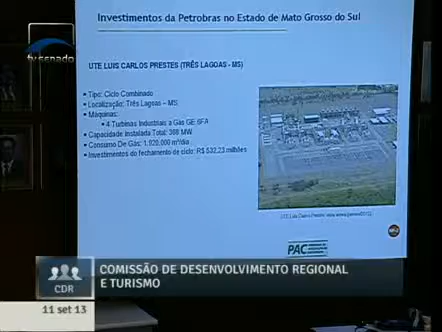 Investimentos da Petrobras no Estado de Mato Grosso do Sul
tv senado
UTE LUIS CARLOS PRESTES (TRÊS LAGOAS - MS)
Tipo: Ciclo Combinado
Localização: Três Lagoas – MS
Máquinas:
4 Turbinas Industriais a Gás GE 6FA
Capacidade Instalada Total: 368 MW
Consumo De Gás: 1.920.000 m³/dia
Investimentos do fechamento de ciclo: R$ 532,23 milhões
PAC
COMISSÃO DE DESENVOLVIMENTO REGIONAL
E TURISMO
CDR
11 set 13